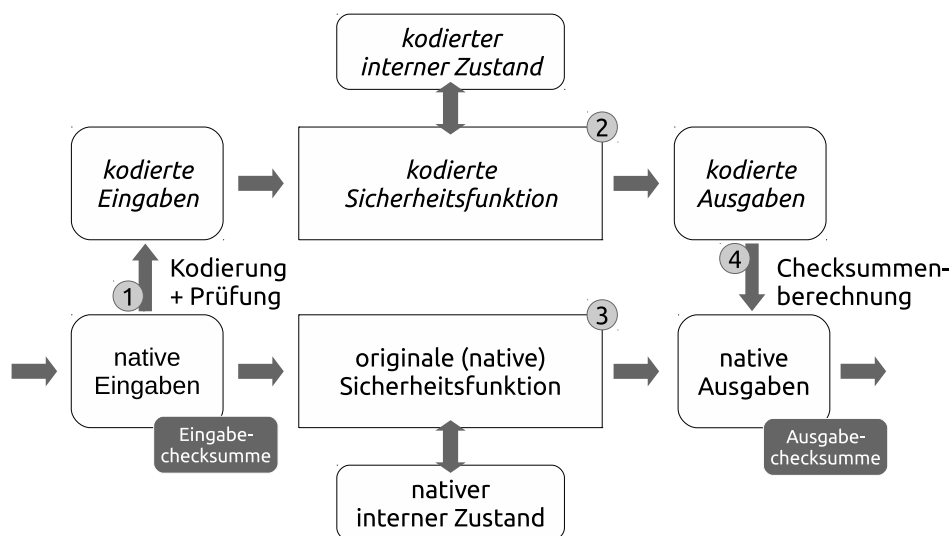 kodierter
interner Zustand
2
kodierte
Eingaben
kodierte
Sicherheitsfunktion
kodierte
Ausgaben
1
Kodierung
+ Prüfung
4
Checksummen-
berechnung
3
native
Eingaben
originale (native)
Sicherheitsfunktion
native
Ausgaben
Eingabe-
checksumme
Ausgabe-
checksumme
nativer
interner Zustand